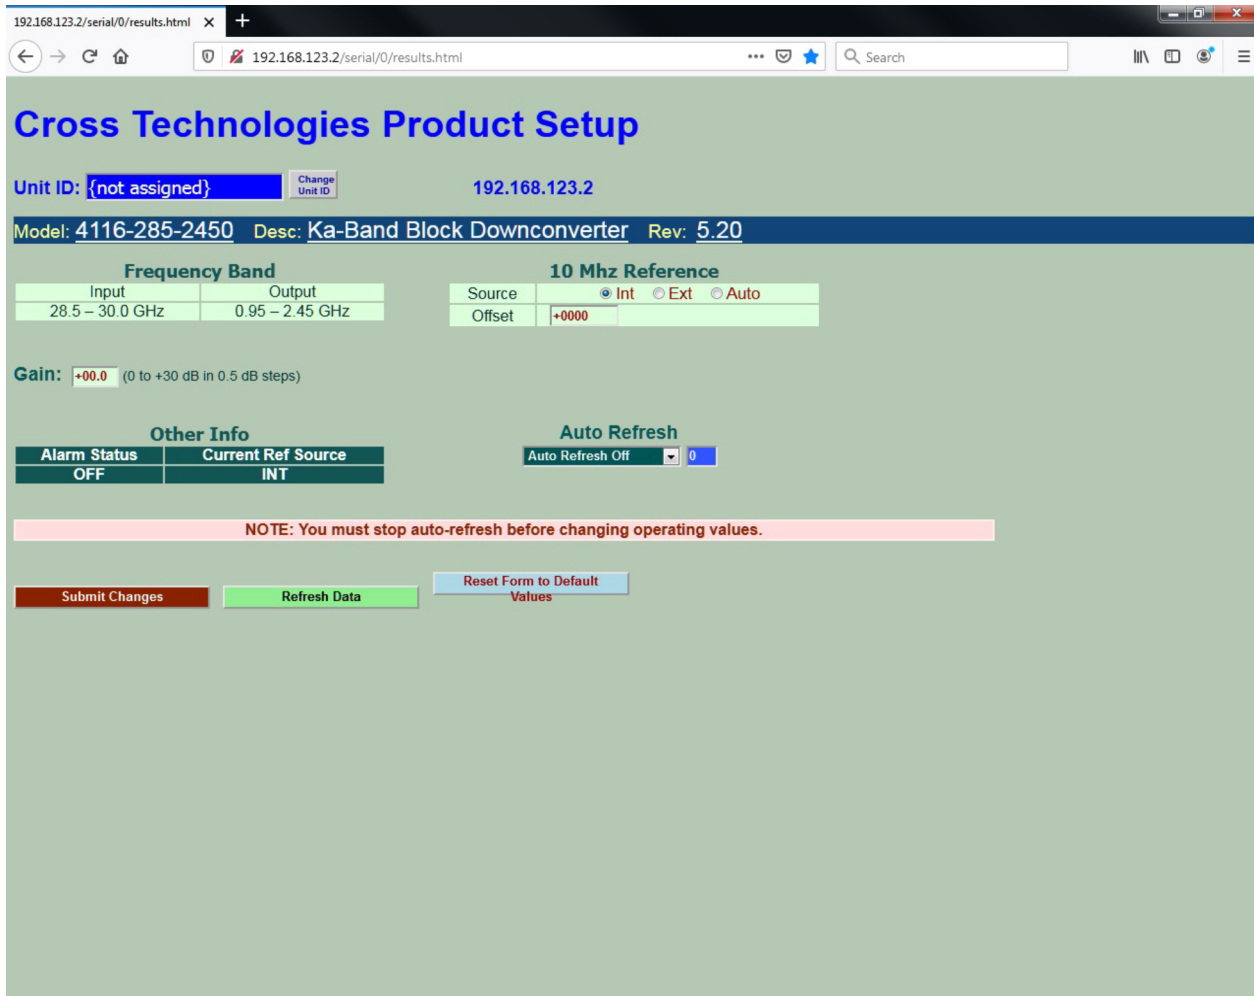 192.168.123.2/serial/0/results.html
192.168.123.2/serial/0/results.html
Search
Cross Technologies Product Setup
Unit ID: {not assigned} Change Unit ID 192.168.123.2
Model: 4116-285-2450 Desc: Ka-Band Block Downconverter Rev: 5.20
Frequency Band 10 Mhz Reference
Input Output Source Int Ext Auto
28.5 – 30.0 GHz 0.95 – 2.45 GHz Offset +0000
Gain: +00.0 (0 to +30 dB in 0.5 dB steps)
Other Info Auto Refresh
Alarm Status Current Ref Source Auto Refresh Off 0
OFF INT
NOTE: You must stop auto-refresh before changing operating values.
Submit Changes Refresh Data Reset Form to Default Values